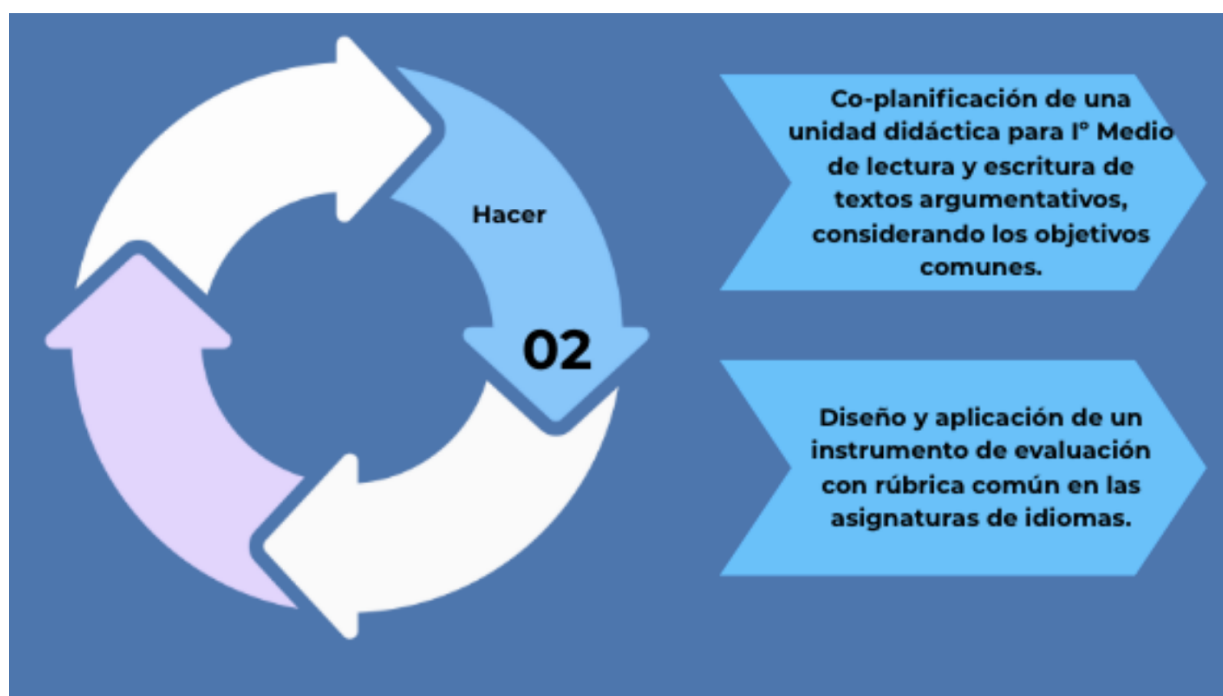 Hacer
02
Co-planificación de una
unidad didáctica para Iº Medio
de lectura y escritura de
textos argumentativos,
considerando los objetivos
comunes.
Diseño y aplicación de un
instrumento de evaluación
con rúbrica común en las
asignaturas de idiomas.